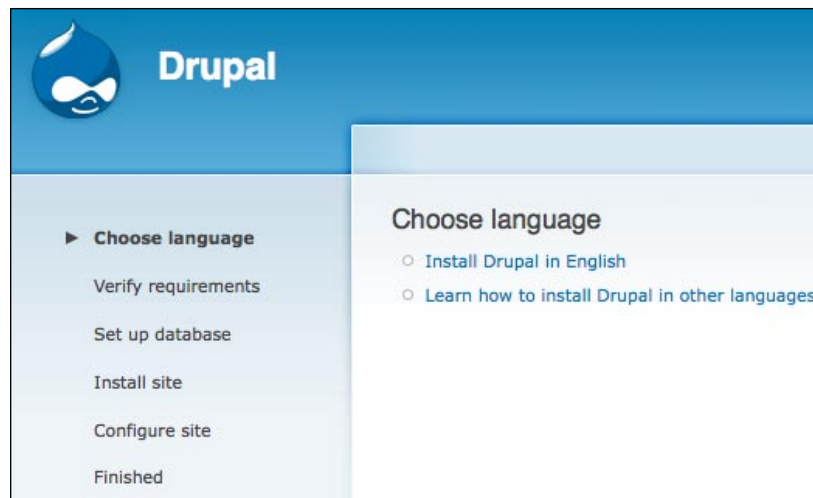 Drupal
Choose language
Verify requirements
Set up database
Install site
Configure site
Finished
Choose language
Install Drupal in English
Learn how to install Drupal in other languages